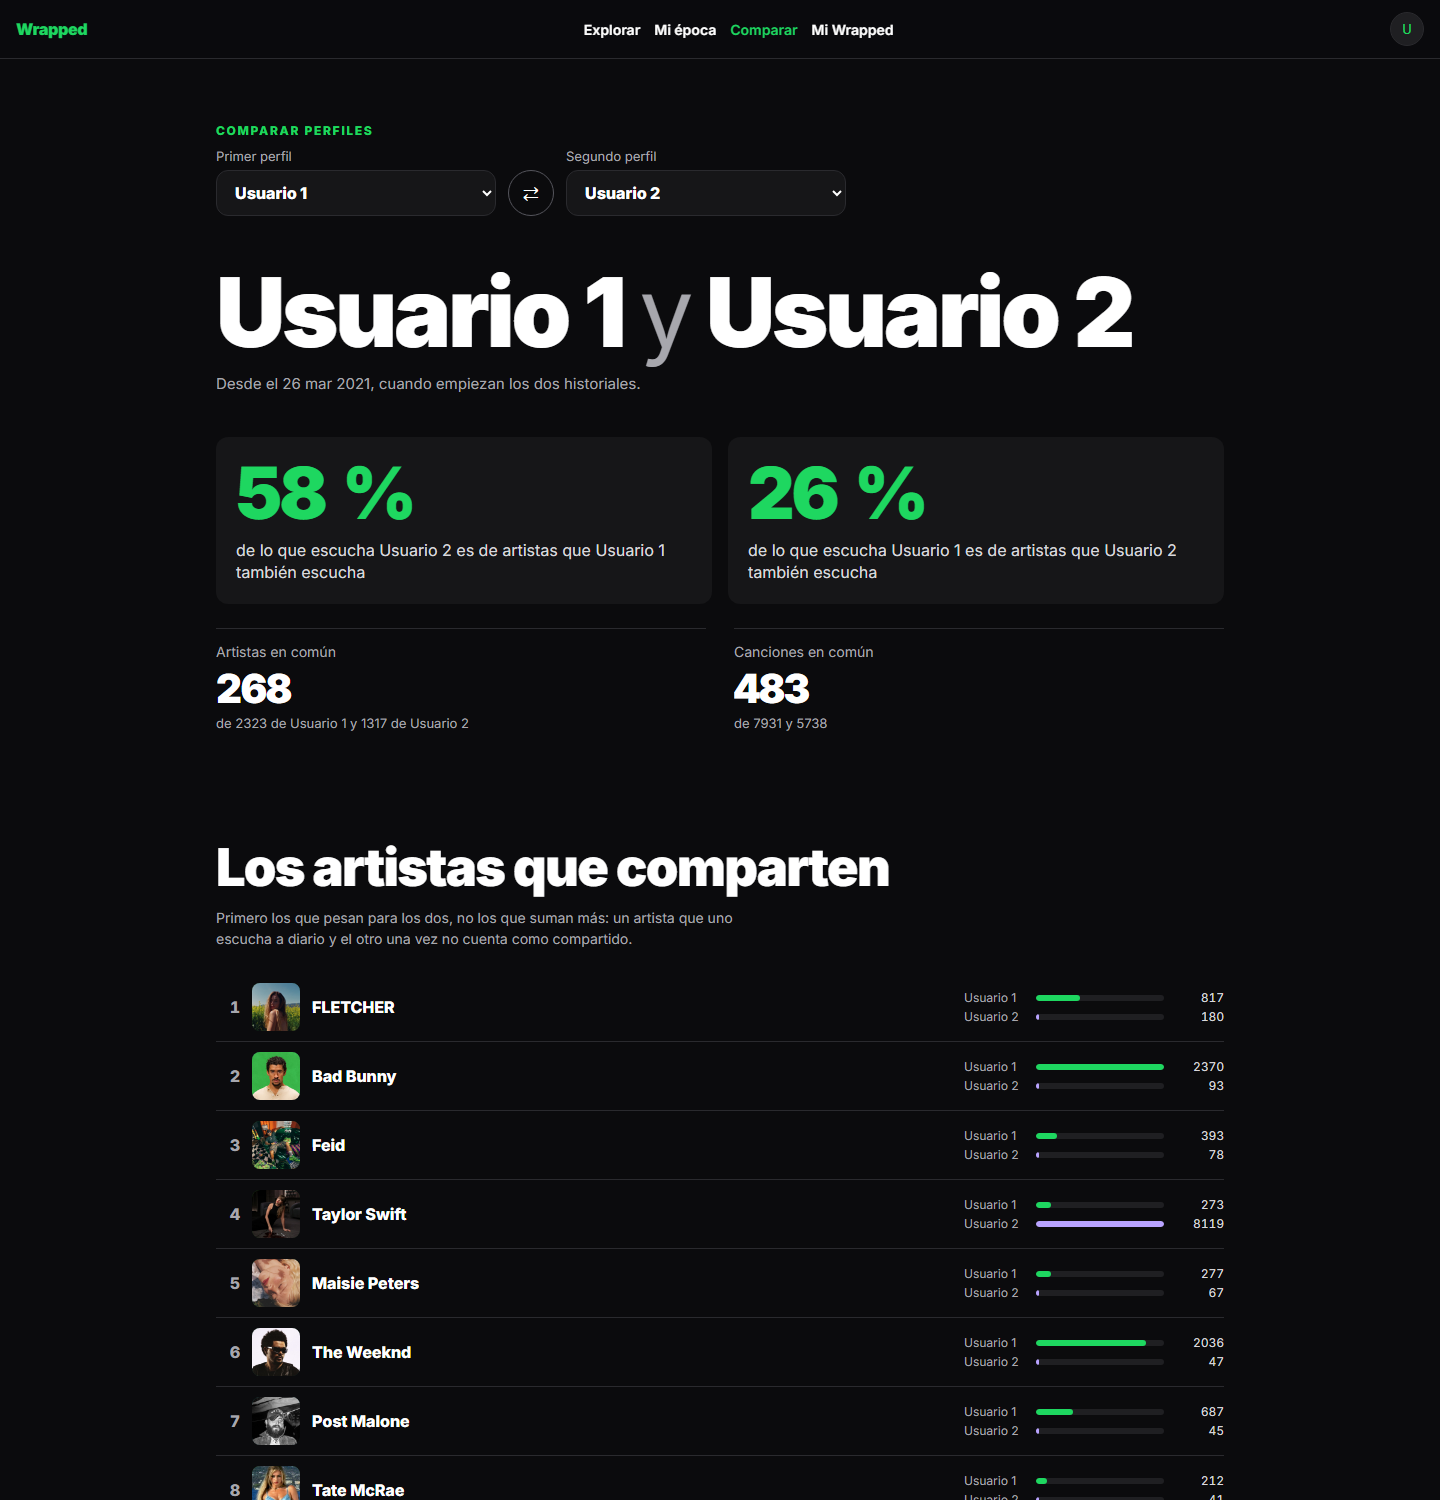 Wrapped
Explorar Mi época Comparar Mi Wrapped
U
COMPARAR PERFILES
Primer perfil
Segundo perfil
Usuario 1
⇄
Usuario 2
Usuario 1 y Usuario 2
Desde el 26 mar 2021, cuando empiezan los dos historiales.
58 %
de lo que escucha Usuario 2 es de artistas que Usuario 1
también escucha
26 %
de lo que escucha Usuario 1 es de artistas que Usuario 2
también escucha
Artistas en común
268
de 2323 de Usuario 1 y 1317 de Usuario 2
Canciones en común
483
de 7931 y 5738
Los artistas que comparten
Primero los que pesan para los dos, no los que suman más: un artista que uno
escucha a diario y el otro una vez no cuenta como compartido.
1 FLETCHER
Usuario 1 817
Usuario 2 180
2 Bad Bunny
Usuario 1 2370
Usuario 2 93
3 Feid
Usuario 1 393
Usuario 2 78
4 Taylor Swift
Usuario 1 273
Usuario 2 8119
5 Maisie Peters
Usuario 1 277
Usuario 2 67
6 The Weeknd
Usuario 1 2036
Usuario 2 47
7 Post Malone
Usuario 1 687
Usuario 2 45
8 Tate McRae
Usuario 1 212
Usuario 2 41